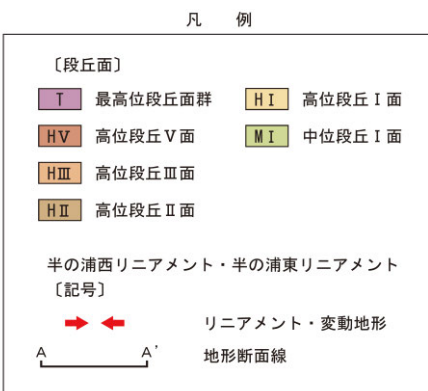 凡 例
〔段丘面〕
T 最高位段丘面群 HⅠ 高位段丘Ⅰ面
HⅤ 高位段丘Ⅴ面 MⅠ 中位段丘Ⅰ面
HⅢ 高位段丘Ⅲ面
HⅡ 高位段丘Ⅱ面
半の浦西リニアメント・半の浦東リニアメント
〔記号〕
リニアメント・変動地形
A A' 地形断面線